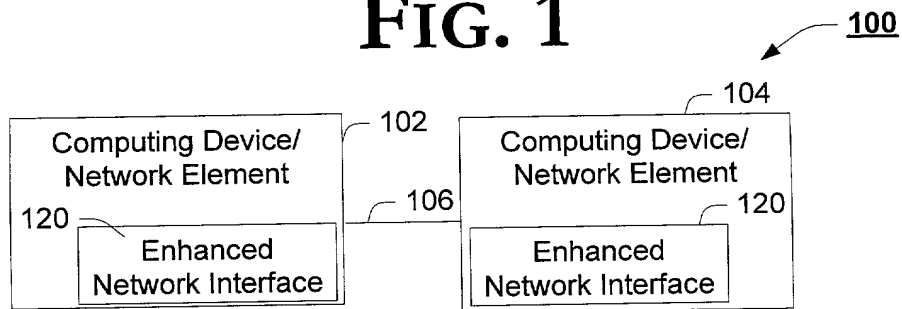 FIG. 1
100
102
104
Computing Device/
Network Element
Computing Device/
Network Element
106
120
120
Enhanced
Network Interface
Enhanced
Network Interface